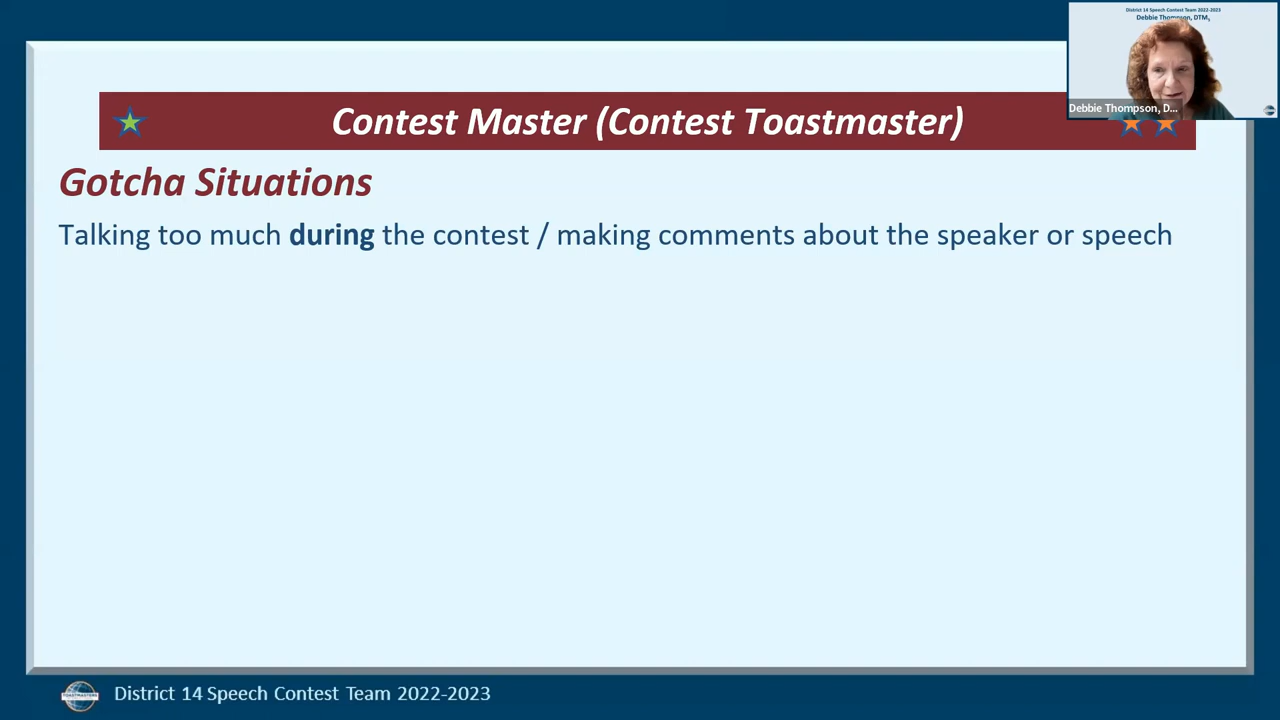 District 14 Speech Contest Team 2022-2023
Debbie Thompson, DTM,
Debbie Thompson, D...
Contest Master (Contest Toastmaster)
Gotcha Situations
Talking too much during the contest / making comments about the speaker or speech
TOASTMASTERS
District 14 Speech Contest Team 2022-2023